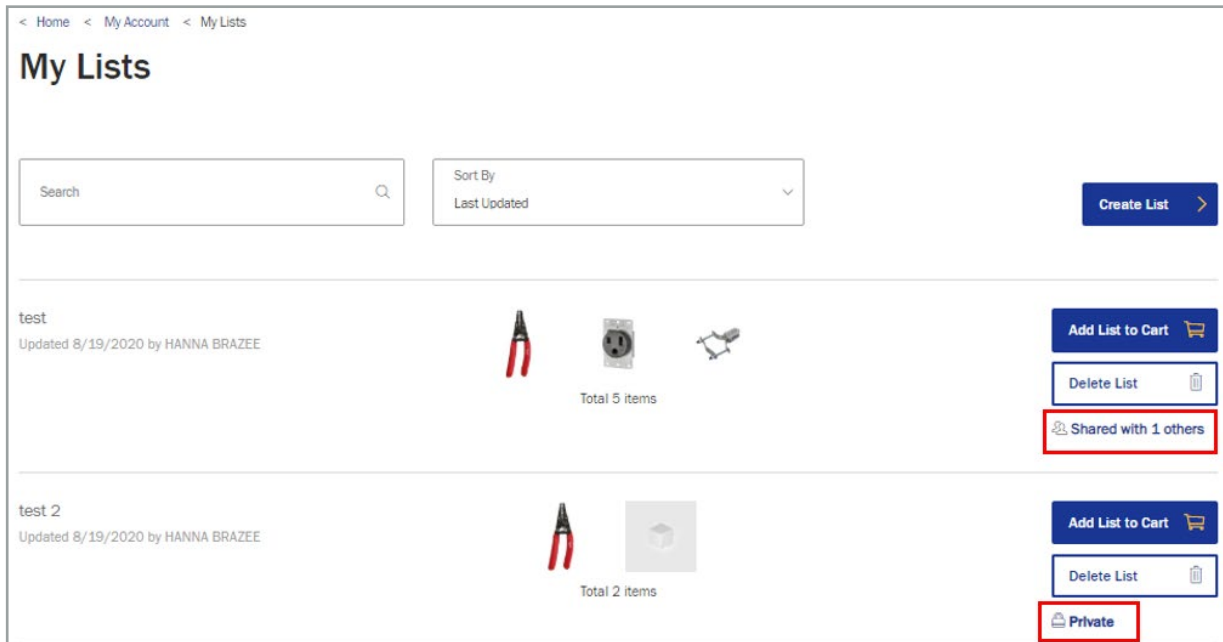 < Home < My Account < My Lists
My Lists
Search
Sort By
Last Updated
Create List
test
Updated 8/19/2020 by HANNA BRAZEE
Total 5 items
Add List to Cart
Delete List
Shared with 1 others
test 2
Updated 8/19/2020 by HANNA BRAZEE
Total 2 items
Add List to Cart
Delete List
Private